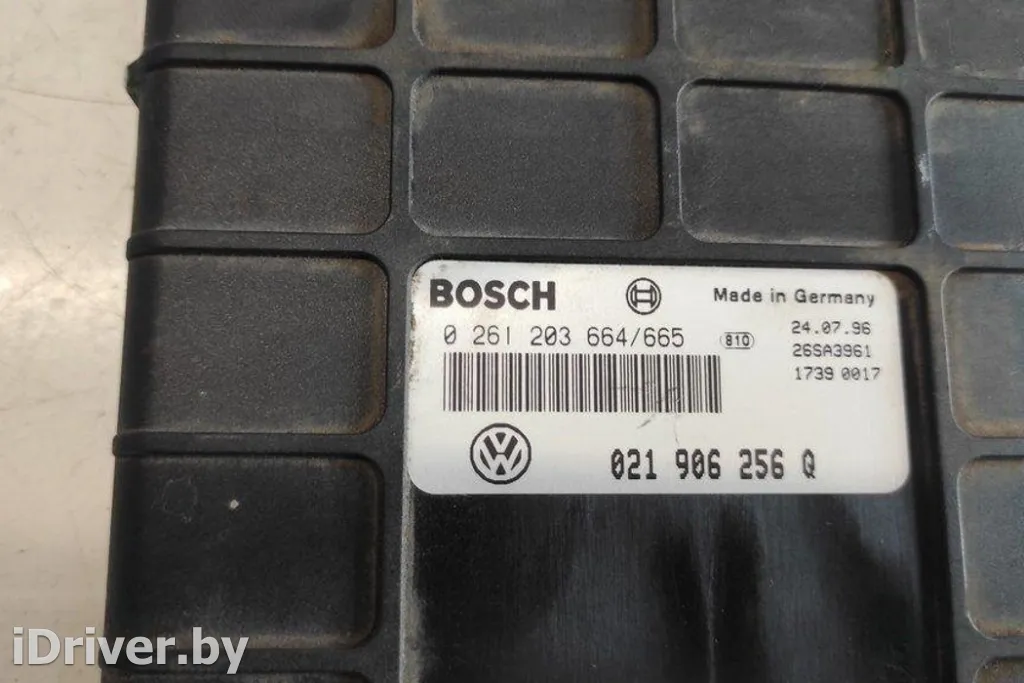 BOSCH
Made in Germany
0 261 203 664/665
810
24.07.96
26SA3961
1739 0017
021 906 256 Q
iDriver.by